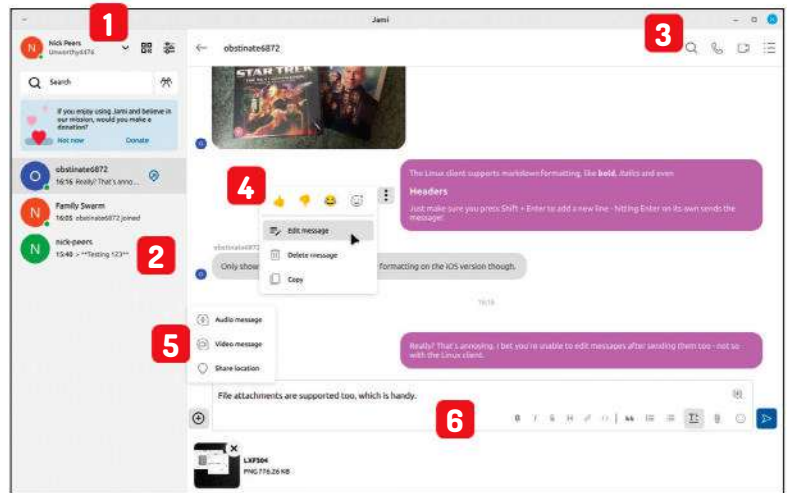 Jami
1
Nick Peers
Unworthy4476
Search
If you enjoy using Jami and believe in
our mission, would you make a
donation?
Not now Donate
obstinate6872
16:16 Really? That's anno...
Family Swarm
16:05 obstinate6872 joined
nick-peers
15:40 > **Testing 123**
2
obstinate6872
3
STAR TREK
The Linux client supports markdown formatting, like bold, italics and even
Headers
Just make sure you press Shift + Enter to add a new line - hitting Enter on its own sends the
message!
4
Edit message
Delete message
Copy
obstinate6872
Only show formatting on the iOS version though.
16:16
5
Audio message
Video message
Share location
Really? That's annoying. I bet you're unable to edit messages after sending them too - not so
with the Linux client.
File attachments are supported too, which is handy.
6
LXF304
PNG 776.26 KB